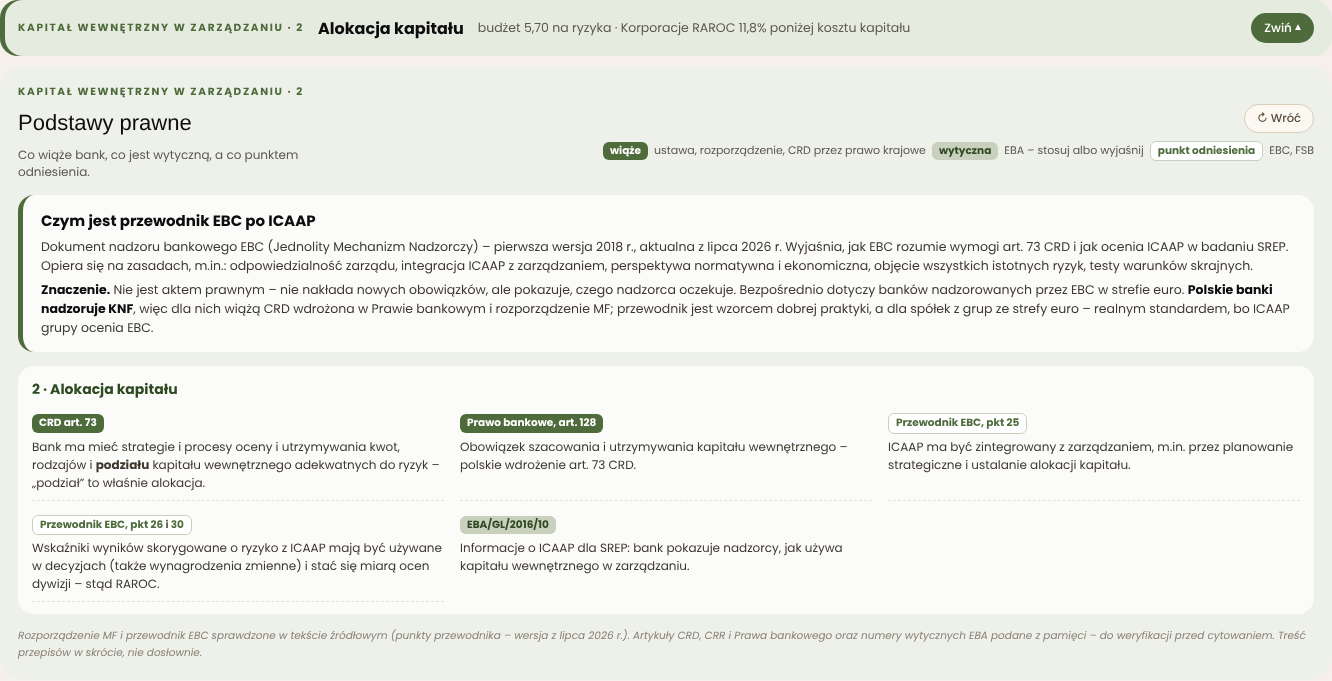 KAPITAŁ WEWNĘTRZNY W ZARZĄDZANIU · 2 Alokacja kapitału budżet 5,70 na ryzyka · Korporacje RAROC 11,8% poniżej kosztu kapitału Zwiń ▲
KAPITAŁ WEWNĘTRZNY W ZARZĄDZANIU · 2
Podstawy prawne
↻ Wróć
Co wiąże bank, co jest wytyczną, a co punktem
odniesienia.
wiąże ustawa, rozporządzenie, CRD przez prawo krajowe wytyczna EBA – stosuj albo wyjaśnij punkt odniesienia EBC, FSB
Czym jest przewodnik EBC po ICAAP
Dokument nadzoru bankowego EBC (Jednolity Mechanizm Nadzorczy) – pierwsza wersja 2018 r., aktualna z lipca 2026 r. Wyjaśnia, jak EBC rozumie wymogi art. 73 CRD i jak ocenia ICAAP w badaniu SREP.
Opiera się na zasadach, m.in.: odpowiedzialność zarządu, integracja ICAAP z zarządzaniem, perspektywa normatywna i ekonomiczna, objęcie wszystkich istotnych ryzyk, testy warunków skrajnych.
Znaczenie. Nie jest aktem prawnym – nie nakłada nowych obowiązków, ale pokazuje, czego nadzorca oczekuje. Bezpośrednio dotyczy banków nadzorowanych przez EBC w strefie euro. Polskie banki
nadzoruje KNF, więc dla nich wiążą CRD wdrożona w Prawie bankowym i rozporządzenie MF; przewodnik jest wzorcem dobrej praktyki, a dla spółek z grup ze strefy euro – realnym standardem, bo ICAAP
grupy ocenia EBC.
2 · Alokacja kapitału
CRD art. 73
Bank ma mieć strategie i procesy oceny i utrzymywania kwot,
rodzajów i podziału kapitału wewnętrznego adekwatnych do ryzyk –
„podział” to właśnie alokacja.
Prawo bankowe, art. 128
Obowiązek szacowania i utrzymywania kapitału wewnętrznego –
polskie wdrożenie art. 73 CRD.
Przewodnik EBC, pkt 25
ICAAP ma być zintegrowany z zarządzaniem, m.in. przez planowanie
strategiczne i ustalanie alokacji kapitału.
Przewodnik EBC, pkt 26 i 30
Wskaźniki wyników skorygowane o ryzyko z ICAAP mają być używane
w decyzjach (także wynagrodzenia zmienne) i stać się miarą ocen
dywizji – stąd RAROC.
EBA/GL/2016/10
Informacje o ICAAP dla SREP: bank pokazuje nadzorcy, jak używa
kapitału wewnętrznego w zarządzaniu.
Rozporządzenie MF i przewodnik EBC sprawdzone w tekście źródłowym (punkty przewodnika – wersja z lipca 2026 r.). Artykuły CRD, CRR i Prawa bankowego oraz numery wytycznych EBA podane z pamięci – do weryfikacji przed cytowaniem. Treść
przepisów w skrócie, nie dosłownie.